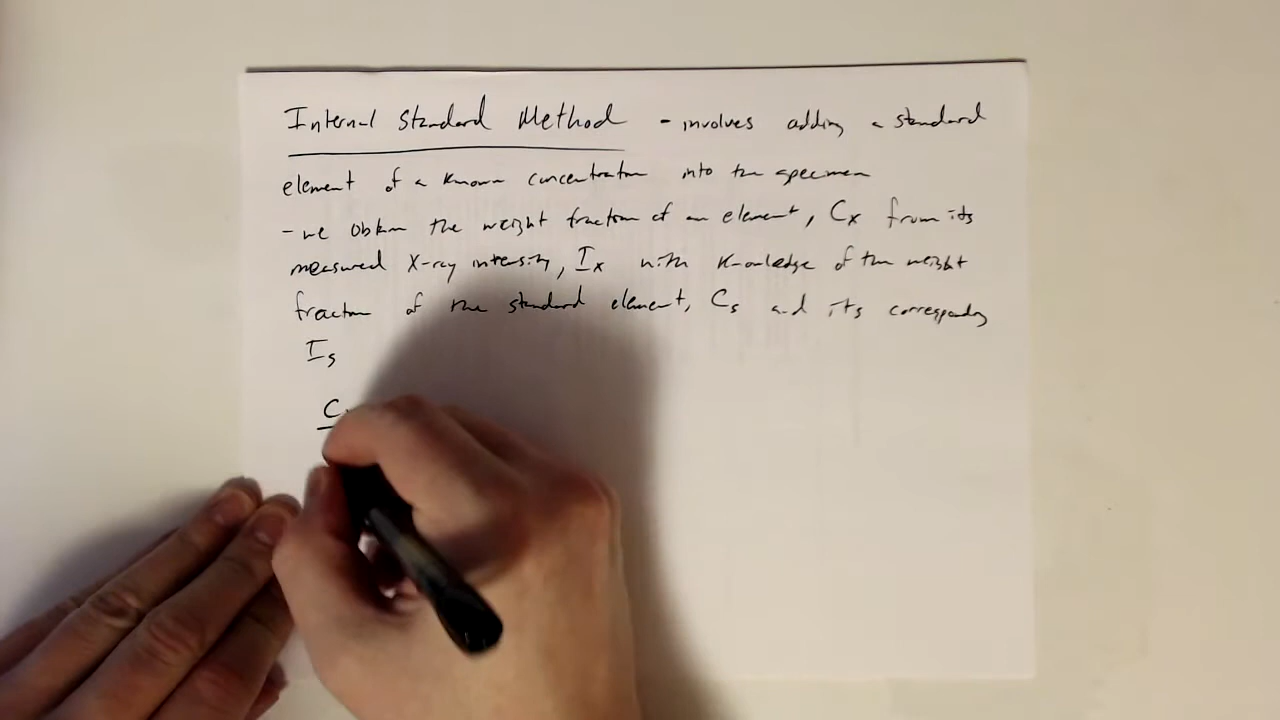 Internal Standard Method - involves adding a standard
element of a known concentration into the specimen
- we obtain the weight fraction of an element, Cx from its
measured X-ray intensity, Ix with knowledge of the weight
fraction of the standard element, Cs and its corresponding
Is
C